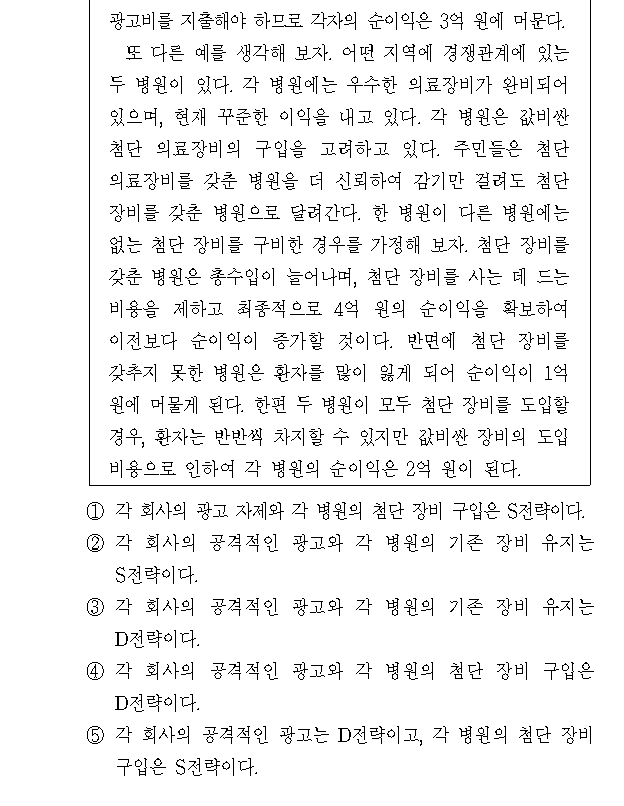 광고비를 지출해야 하므로 각자의 순이익은 3억 원에 머문다.
또 다른 예를 생각해 보자. 어떤 지역에 경쟁관계에 있는
두 병원이 있다. 각 병원에는 우수한 의료장비가 완비되어
있으며, 현재 꾸준한 이익을 내고 있다. 각 병원은 값비싼
첨단 의료장비의 구입을 고려하고 있다. 주민들은 첨단
의료장비를 갖춘 병원을 더 신뢰하여 감기만 걸려도 첨단
장비를 갖춘 병원으로 달려간다. 한 병원이 다른 병원에는
없는 첨단 장비를 구비한 경우를 가정해 보자. 첨단 장비를
갖춘 병원은 총수입이 늘어나며, 첨단 장비를 사는 데 드는
비용을 제하고 최종적으로 4억 원의 순이익을 확보하여
이전보다 순이익이 증가할 것이다. 반면에 첨단 장비를
갖추지 못한 병원은 환자를 많이 잃게 되어 순이익이 1억
원에 머물게 된다. 한편 두 병원이 모두 첨단 장비를 도입할
경우, 환자는 반반씩 차지할 수 있지만 값비싼 장비의 도입
비용으로 인하여 각 병원의 순이익은 2억 원이 된다.
① 각 회사의 광고 자제와 각 병원의 첨단 장비 구입은 S전략이다.
② 각 회사의 공격적인 광고와 각 병원의 기존 장비 유지는
S전략이다.
③ 각 회사의 공격적인 광고와 각 병원의 기존 장비 유지는
D전략이다.
④ 각 회사의 공격적인 광고와 각 병원의 첨단 장비 구입은
D전략이다.
⑤ 각 회사의 공격적인 광고는 D전략이고, 각 병원의 첨단 장비
구입은 S전략이다.